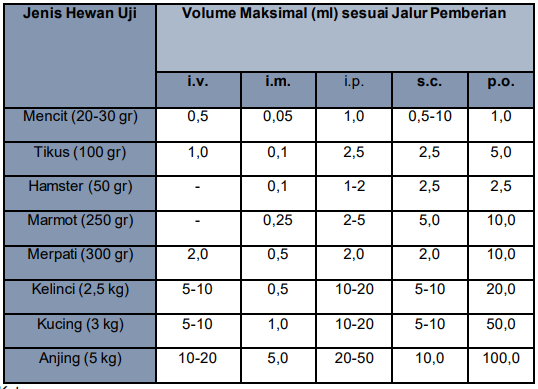 Jenis Hewan Uji Volume Maksimal (ml) sesuai Jalur Pemberian
i.v. i.m. i.p. s.c. p.o.
Mencit (20-30 gr) 0,5 0,05 1,0 0,5-10 1,0
Tikus (100 gr) 1,0 0,1 2,5 2,5 5,0
Hamster (50 gr) - 0,1 1-2 2,5 2,5
Marmot (250 gr) - 0,25 2-5 5,0 10,0
Merpati (300 gr) 2,0 0,5 2,0 2,0 10,0
Kelinci (2,5 kg) 5-10 0,5 10-20 5-10 20,0
Kucing (3 kg) 5-10 1,0 10-20 5-10 50,0
Anjing (5 kg) 10-20 5,0 20-50 10,0 100,0